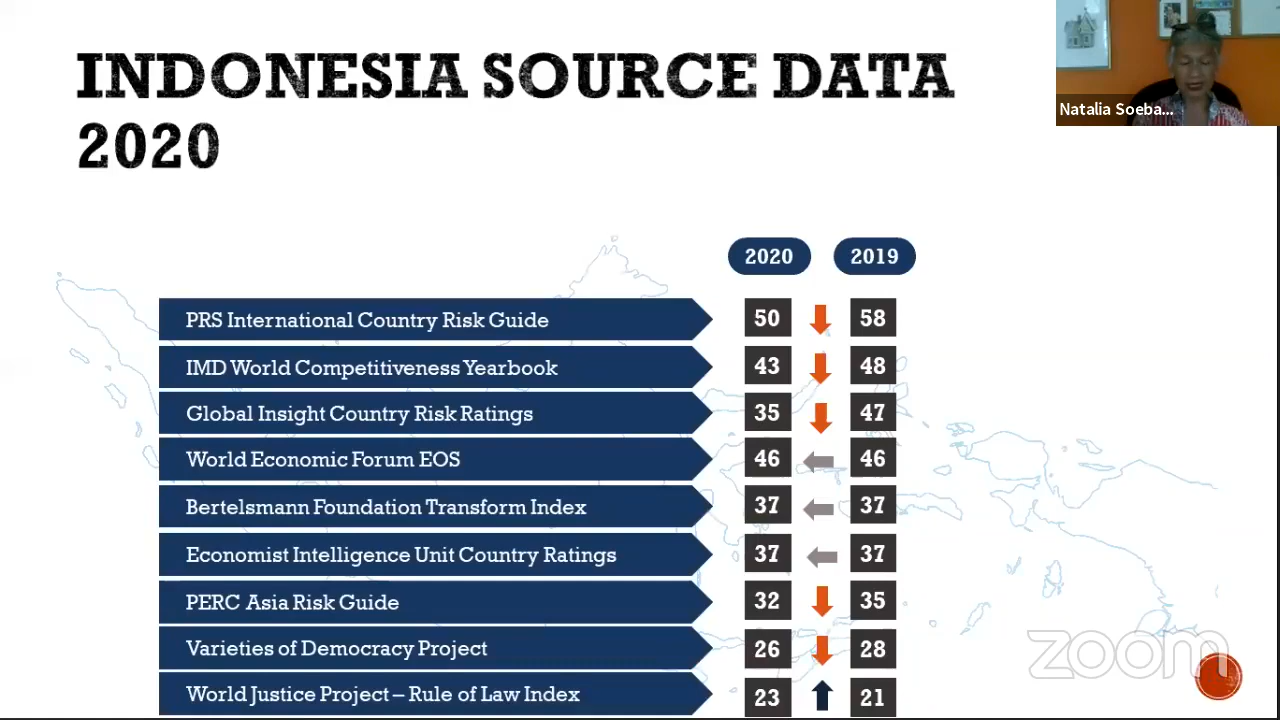 INDONESIA SOURCE DATA
2020
Natalia Soeba...
2020 2019
PRS International Country Risk Guide 50 58
IMD World Competitiveness Yearbook 43 48
Global Insight Country Risk Ratings 35 47
World Economic Forum EOS 46 46
Bertelsmann Foundation Transform Index 37 37
Economist Intelligence Unit Country Ratings 37 37
PERC Asia Risk Guide 32 35
Varieties of Democracy Project 26 28
World Justice Project – Rule of Law Index 23 21
zoom